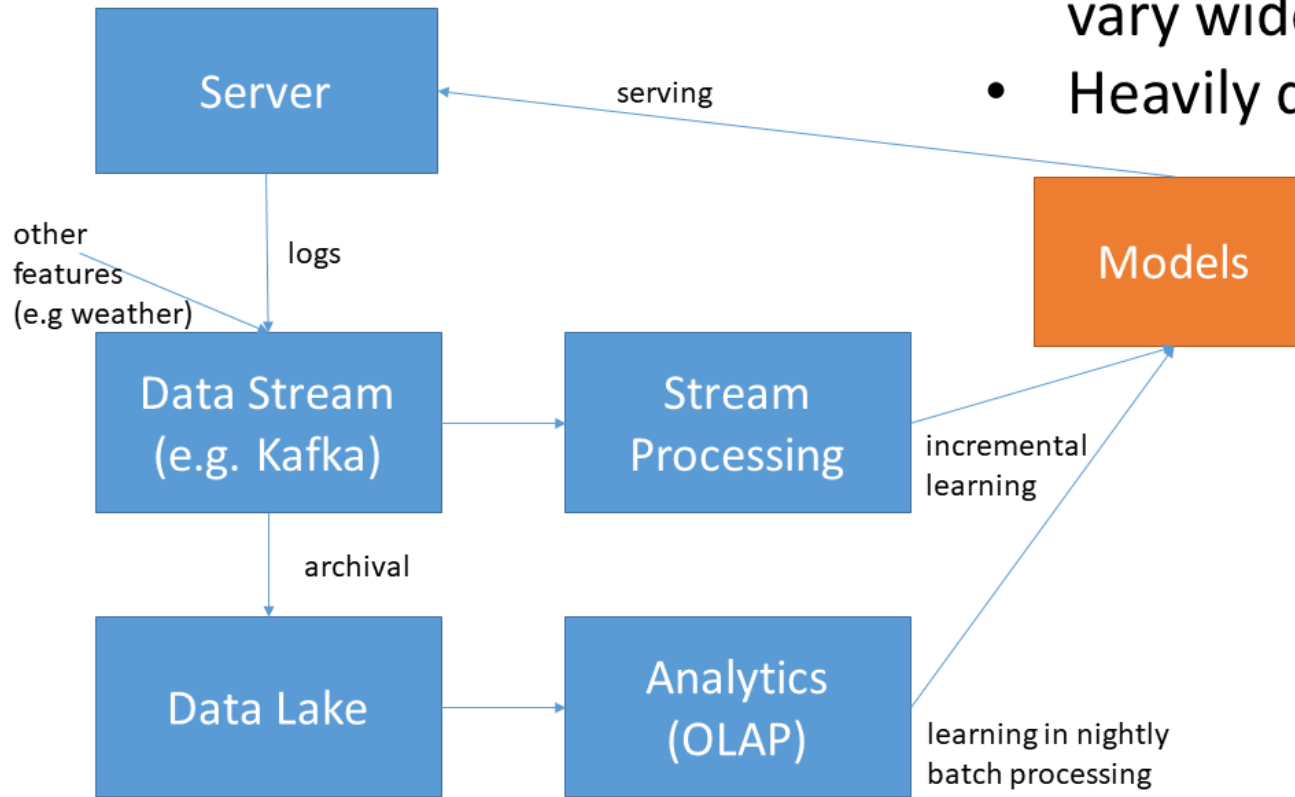 vary wide
• Heavily
Server
serving
other
features
(e.g weather)
logs
Models
Data Stream
(e.g. Kafka)
Stream
Processing
incremental
learning
archival
Data Lake
Analytics
(OLAP)
learning in nightly
batch processing